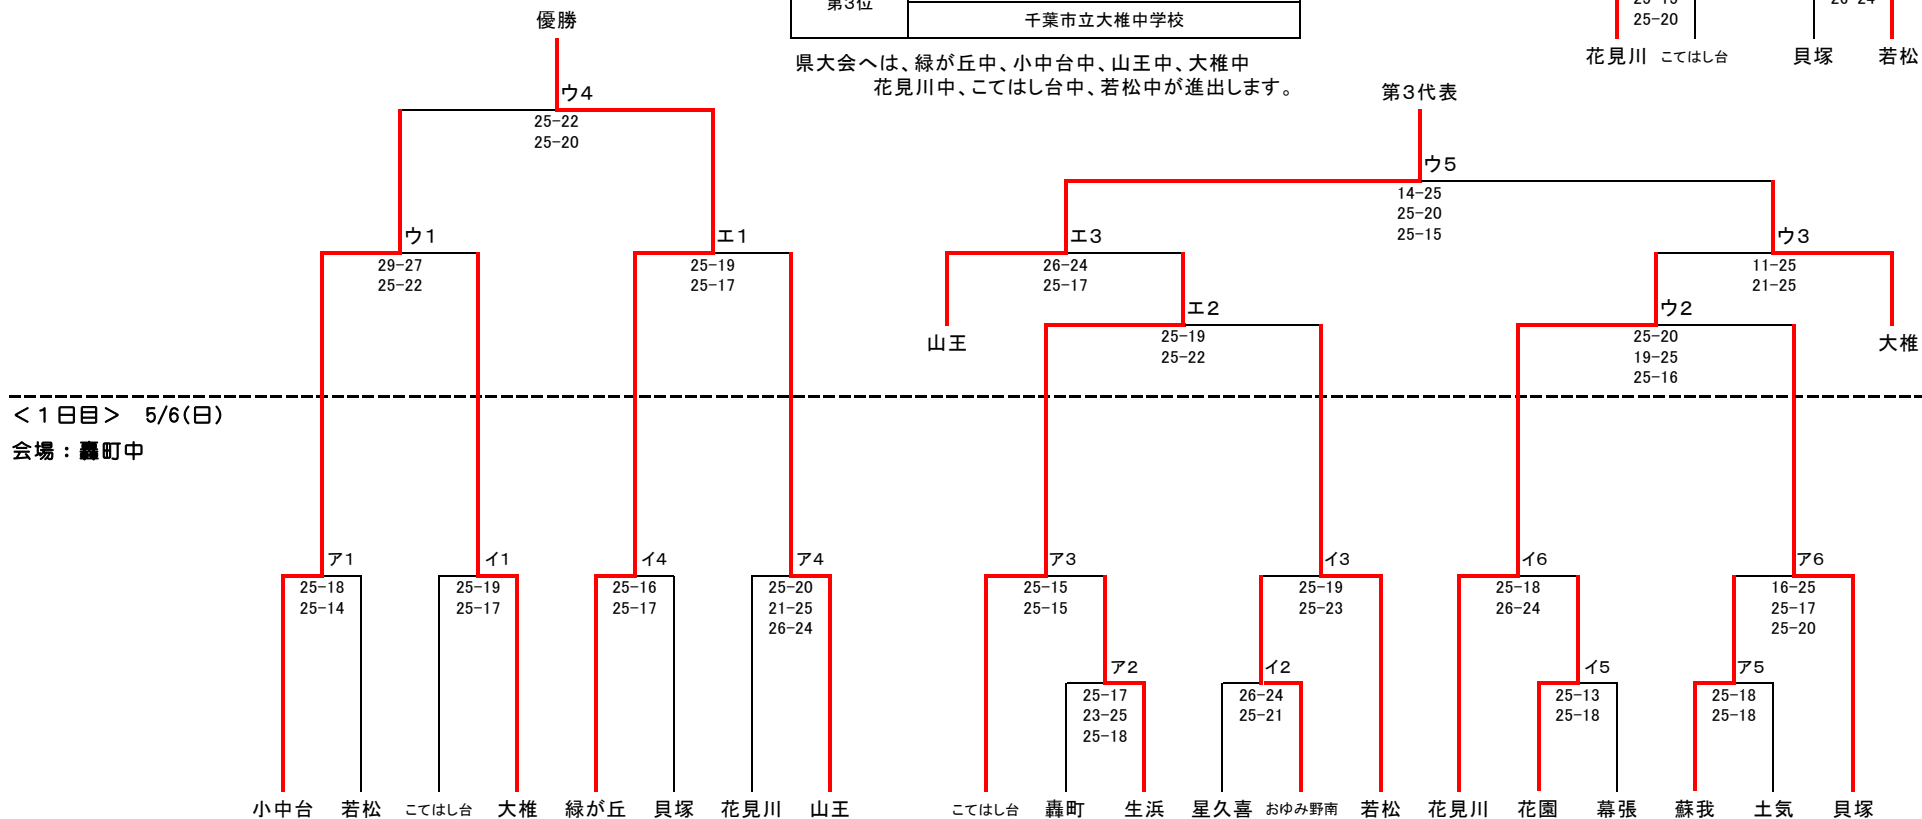 第3位
千葉市立大椎中学校
25-20
花見川 こてはし台 貝塚 若松
優勝
県大会へは、緑が丘中、小中台中、山王中、大椎中
花見川中、こてはし台中、若松中が進出します。
ウ4
25-22
25-20
第3代表
ウ5
14-25
25-20
25-15
ウ1
29-27
25-22
エ1
25-19
25-17
エ3
26-24
25-17
ウ3
11-25
21-25
エ2
25-19
25-22
ウ2
25-20
19-25
25-16
山王
大椎
<1日目> 5/6(日)
会場:轟町中
ア1
25-18
25-14
イ1
25-19
25-17
イ4
25-16
25-17
ア4
25-20
21-25
26-24
ア3
25-15
25-15
イ3
25-19
25-23
イ6
25-18
26-24
ア6
16-25
25-17
25-20
ア2
25-17
23-25
25-18
イ2
26-24
25-21
イ5
25-13
25-18
ア5
25-18
25-18
小中台 若松 こてはし台 大椎 緑が丘 貝塚 花見川 山王 こてはし台 轟町 生浜 星久喜 おゆみ野南 若松 花見川 花園 幕張 蘇我 土気 貝塚